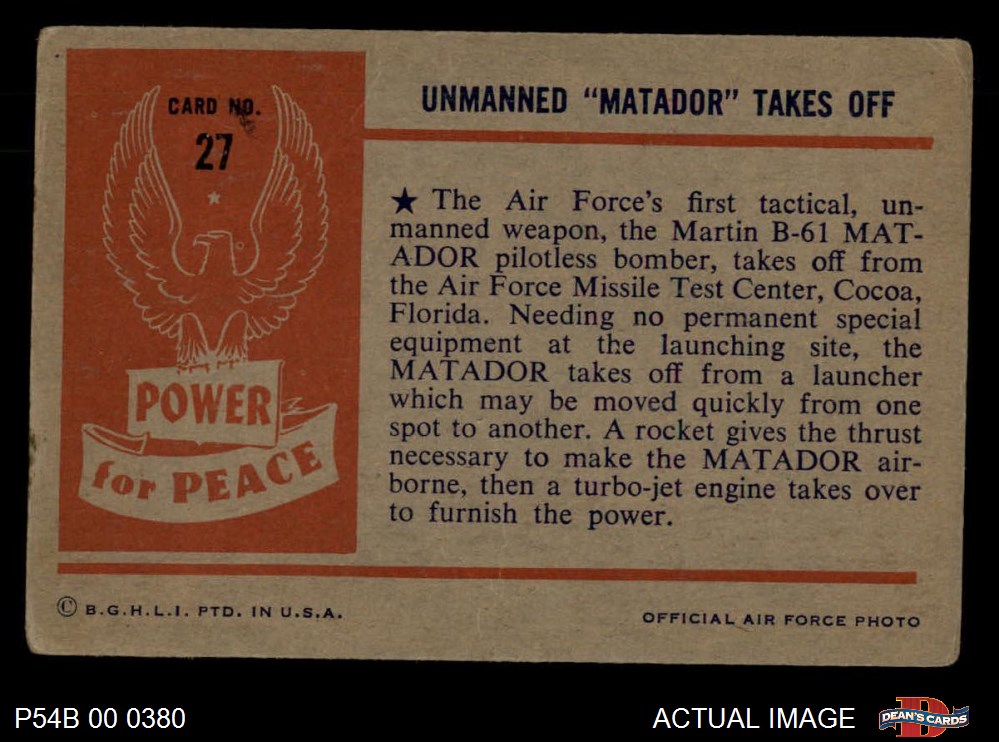 CARD NO.
27
POWER
for PEACE
UNMANNED "MATADOR" TAKES OFF
★ The Air Force's first tactical, un-
manned weapon, the Martin B-61 MAT-
ADOR pilotless bomber, takes off from
the Air Force Missile Test Center, Cocoa,
Florida. Needing no permanent special
equipment at the launching site, the
MATADOR takes off from a launcher
which may be moved quickly from one
spot to another. A rocket gives the thrust
necessary to make the MATADOR air-
borne, then a turbo-jet engine takes over
to furnish the power.
© B.G.H.L.I. PTD. IN U.S.A.
OFFICIAL AIR FORCE PHOTO
P54B 00 0380
ACTUAL IMAGE
DEAN'S CARDS